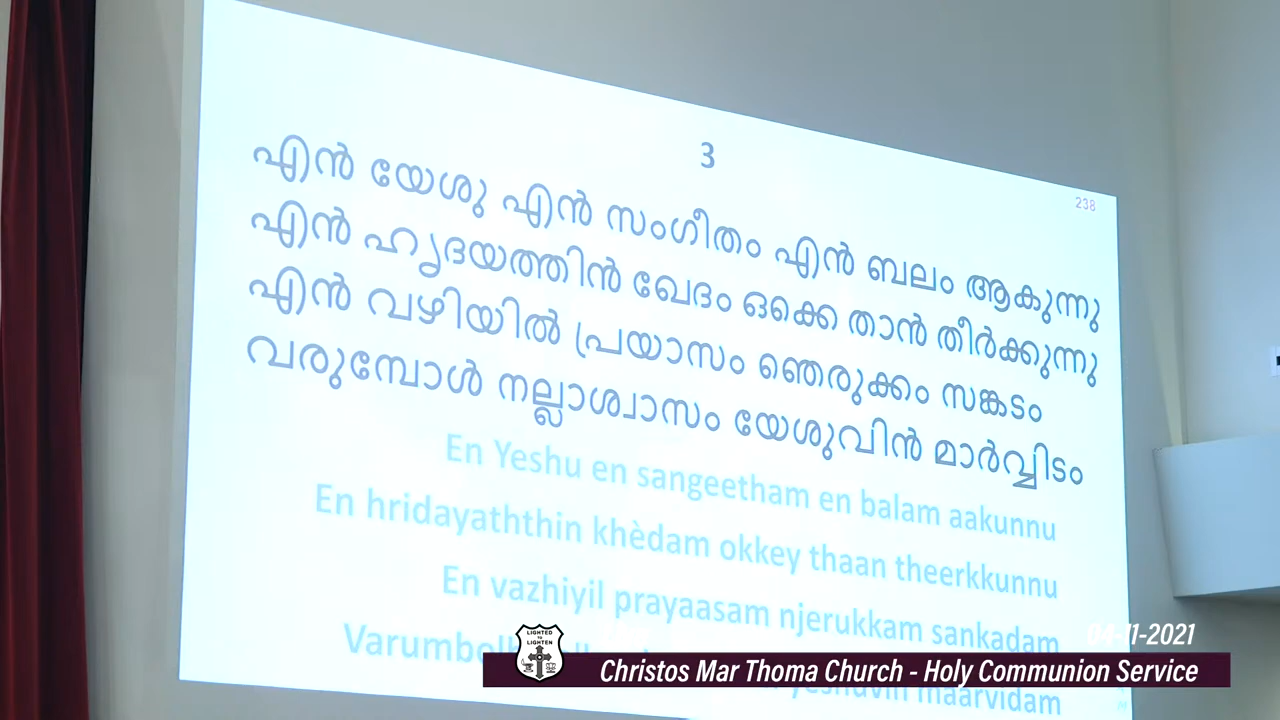 3
238
എൻ യേശു എൻ സംഗീതം എൻ ബലം ആകുന്നു
എൻ ഹൃദയത്തിൻ ഖേദം ഒക്കെ താൻ തീർക്കുന്നു
എൻ വഴിയിൽ പ്രയാസം ഞെരുക്കം സങ്കടം
വരുമ്പോൾ നല്ലാശ്വാസം യേശുവിൻ മാർവ്വിടം
En Yeshu en sangeetham en balam aakunnu
En hridayaththin khèdam okkey thaan theerkkunnu
En vazhiyil prayaasam njerukkam sankadam
yeshuvin maarvidam
LIGHTED
TO
LIGHTEN
04-11-2021
Christos Mar Thoma Church - Holy Communion Service